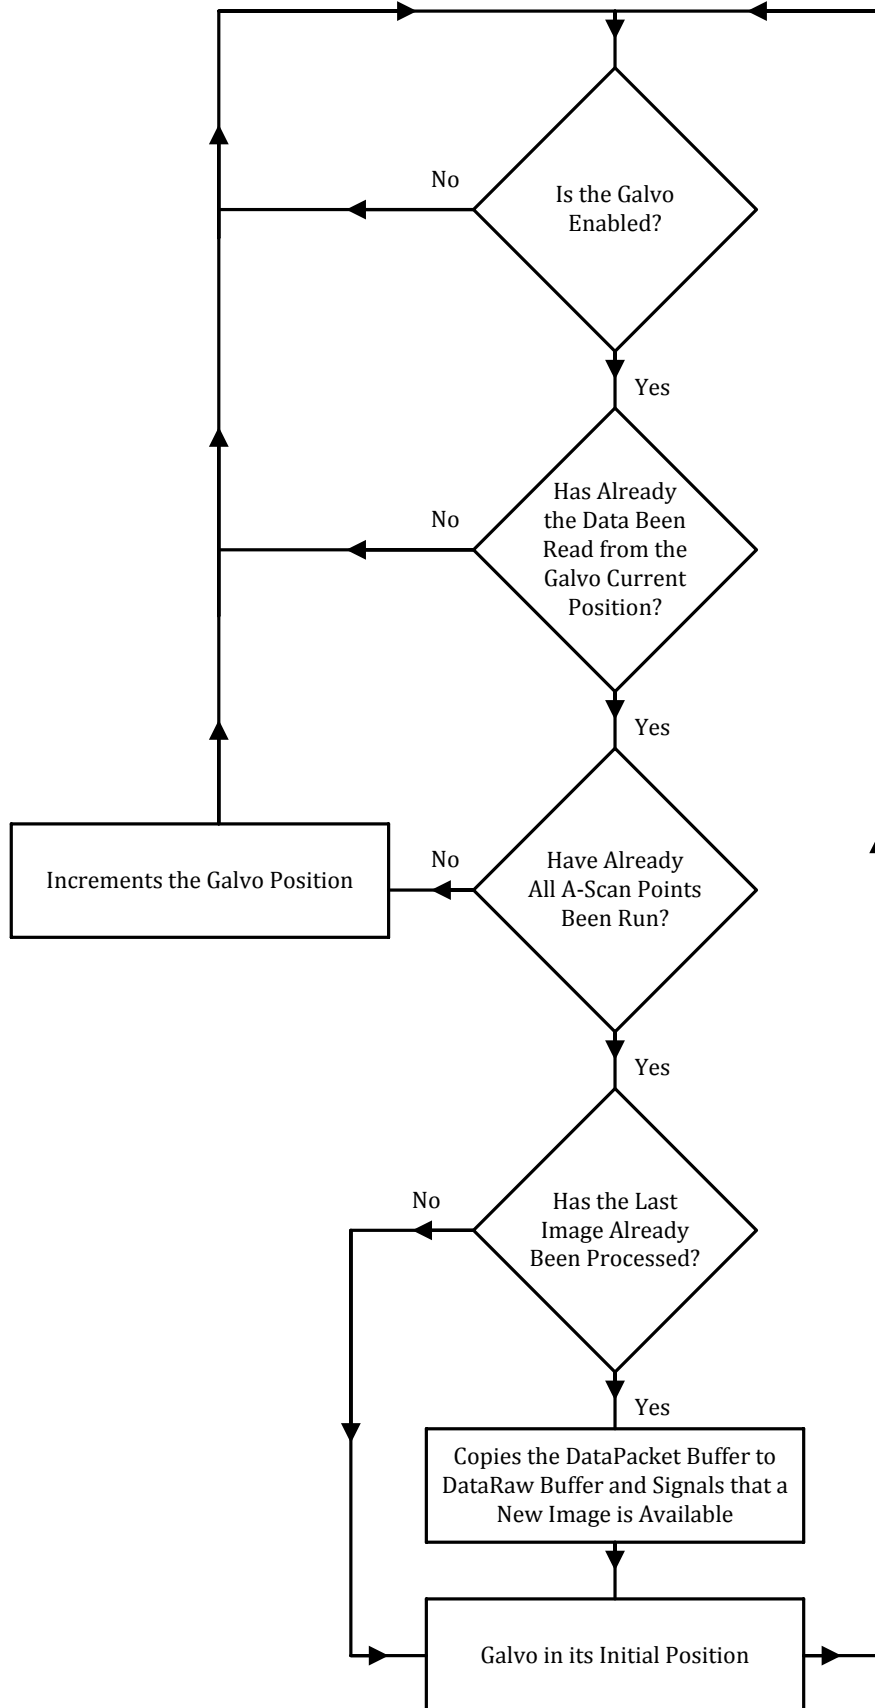 No
Is the Galvo
Enabled?
Yes
No
Has Already
the Data Been
Read from the
Galvo Current
Position?
Yes
Increments the Galvo Position
No
Have Already
All A-Scan Points
Been Run?
Yes
No
Has the Last
Image Already
Been Processed?
Yes
Copies the DataPacket Buffer to
DataRaw Buffer and Signals that a
New Image is Available
Galvo in its Initial Position